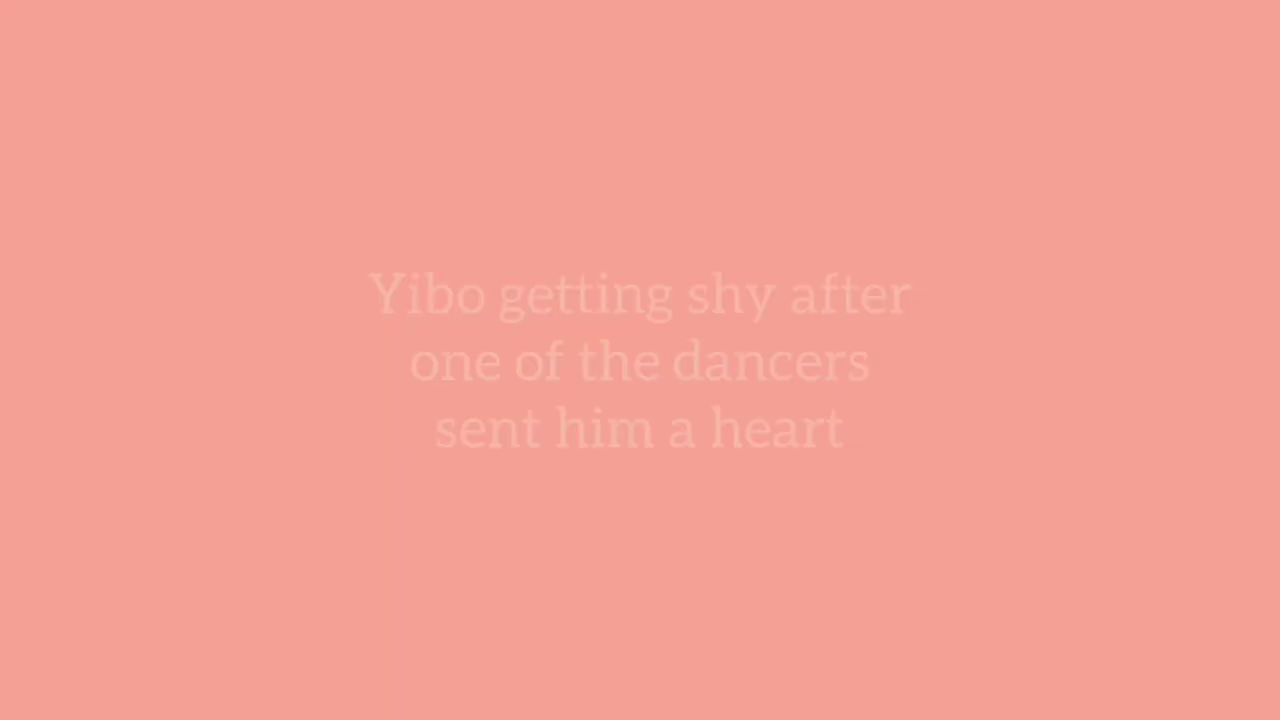 Yibo getting shy after
one of the dancers
sent him a heart